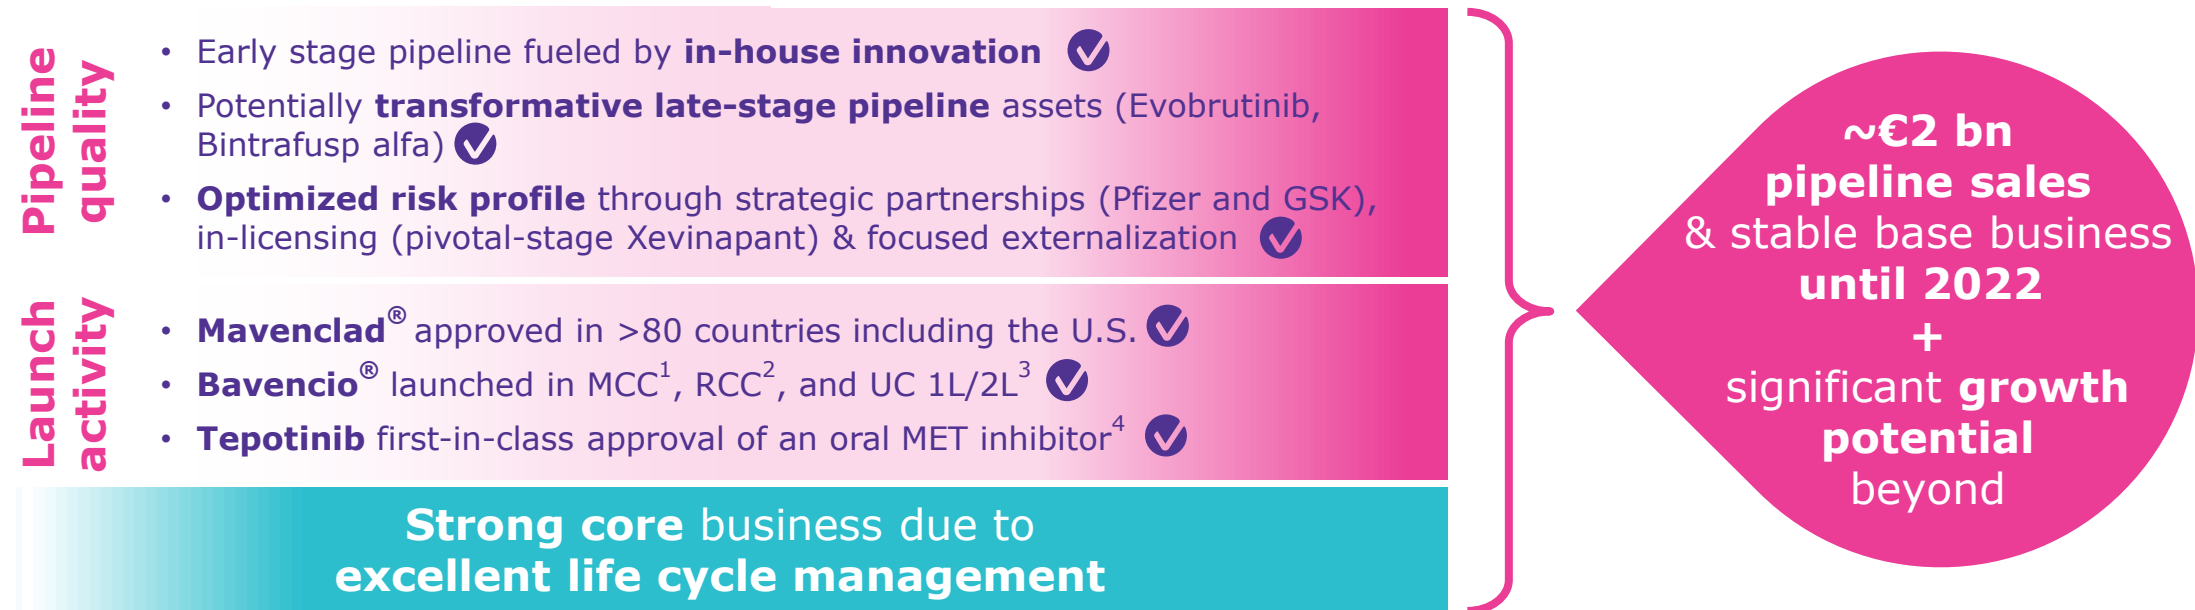 Pipeline
quality
• Early stage pipeline fueled by in-house innovation
• Potentially transformative late-stage pipeline assets (Evobrutinib,
Bintrafusp alfa)
• Optimized risk profile through strategic partnerships (Pfizer and GSK),
in-licensing (pivotal-stage Xevinapant) & focused externalization
Launch
activity
• Mavenclad® approved in >80 countries including the U.S.
• Bavencio® launched in MCC¹, RCC², and UC 1L/2L³
• Tepotinib first-in-class approval of an oral MET inhibitor⁴
Strong core business due to
excellent life cycle management
~€2 bn
pipeline sales
& stable base business
until 2022
+
significant growth
potential
beyond